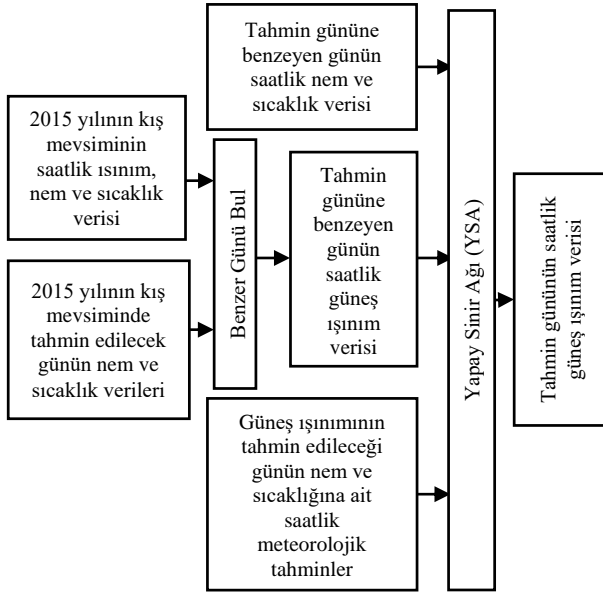 Tahmin gününe
benzeyen günün
saatlik nem ve
sıcaklık verisi
2015 yılının kış
mevsiminin
saatlik ısınım,
nem ve sıcaklık
verisi
2015 yılının kış
mevsiminde
tahmin edilecek
günün nem ve
sıcaklık verileri
Benzer Günü Bul
Tahmin
gününe
benzeyen
günün
saatlik
güneş
ışınım
verisi
Güneş ışınımının
tahmin edileceği
günün nem ve
sıcaklığına ait
saatlik
meteorolojik
tahminler
Yapay Sinir Ağı (YSA)
Tahmin gününün saatlik
güneş ışınım verisi